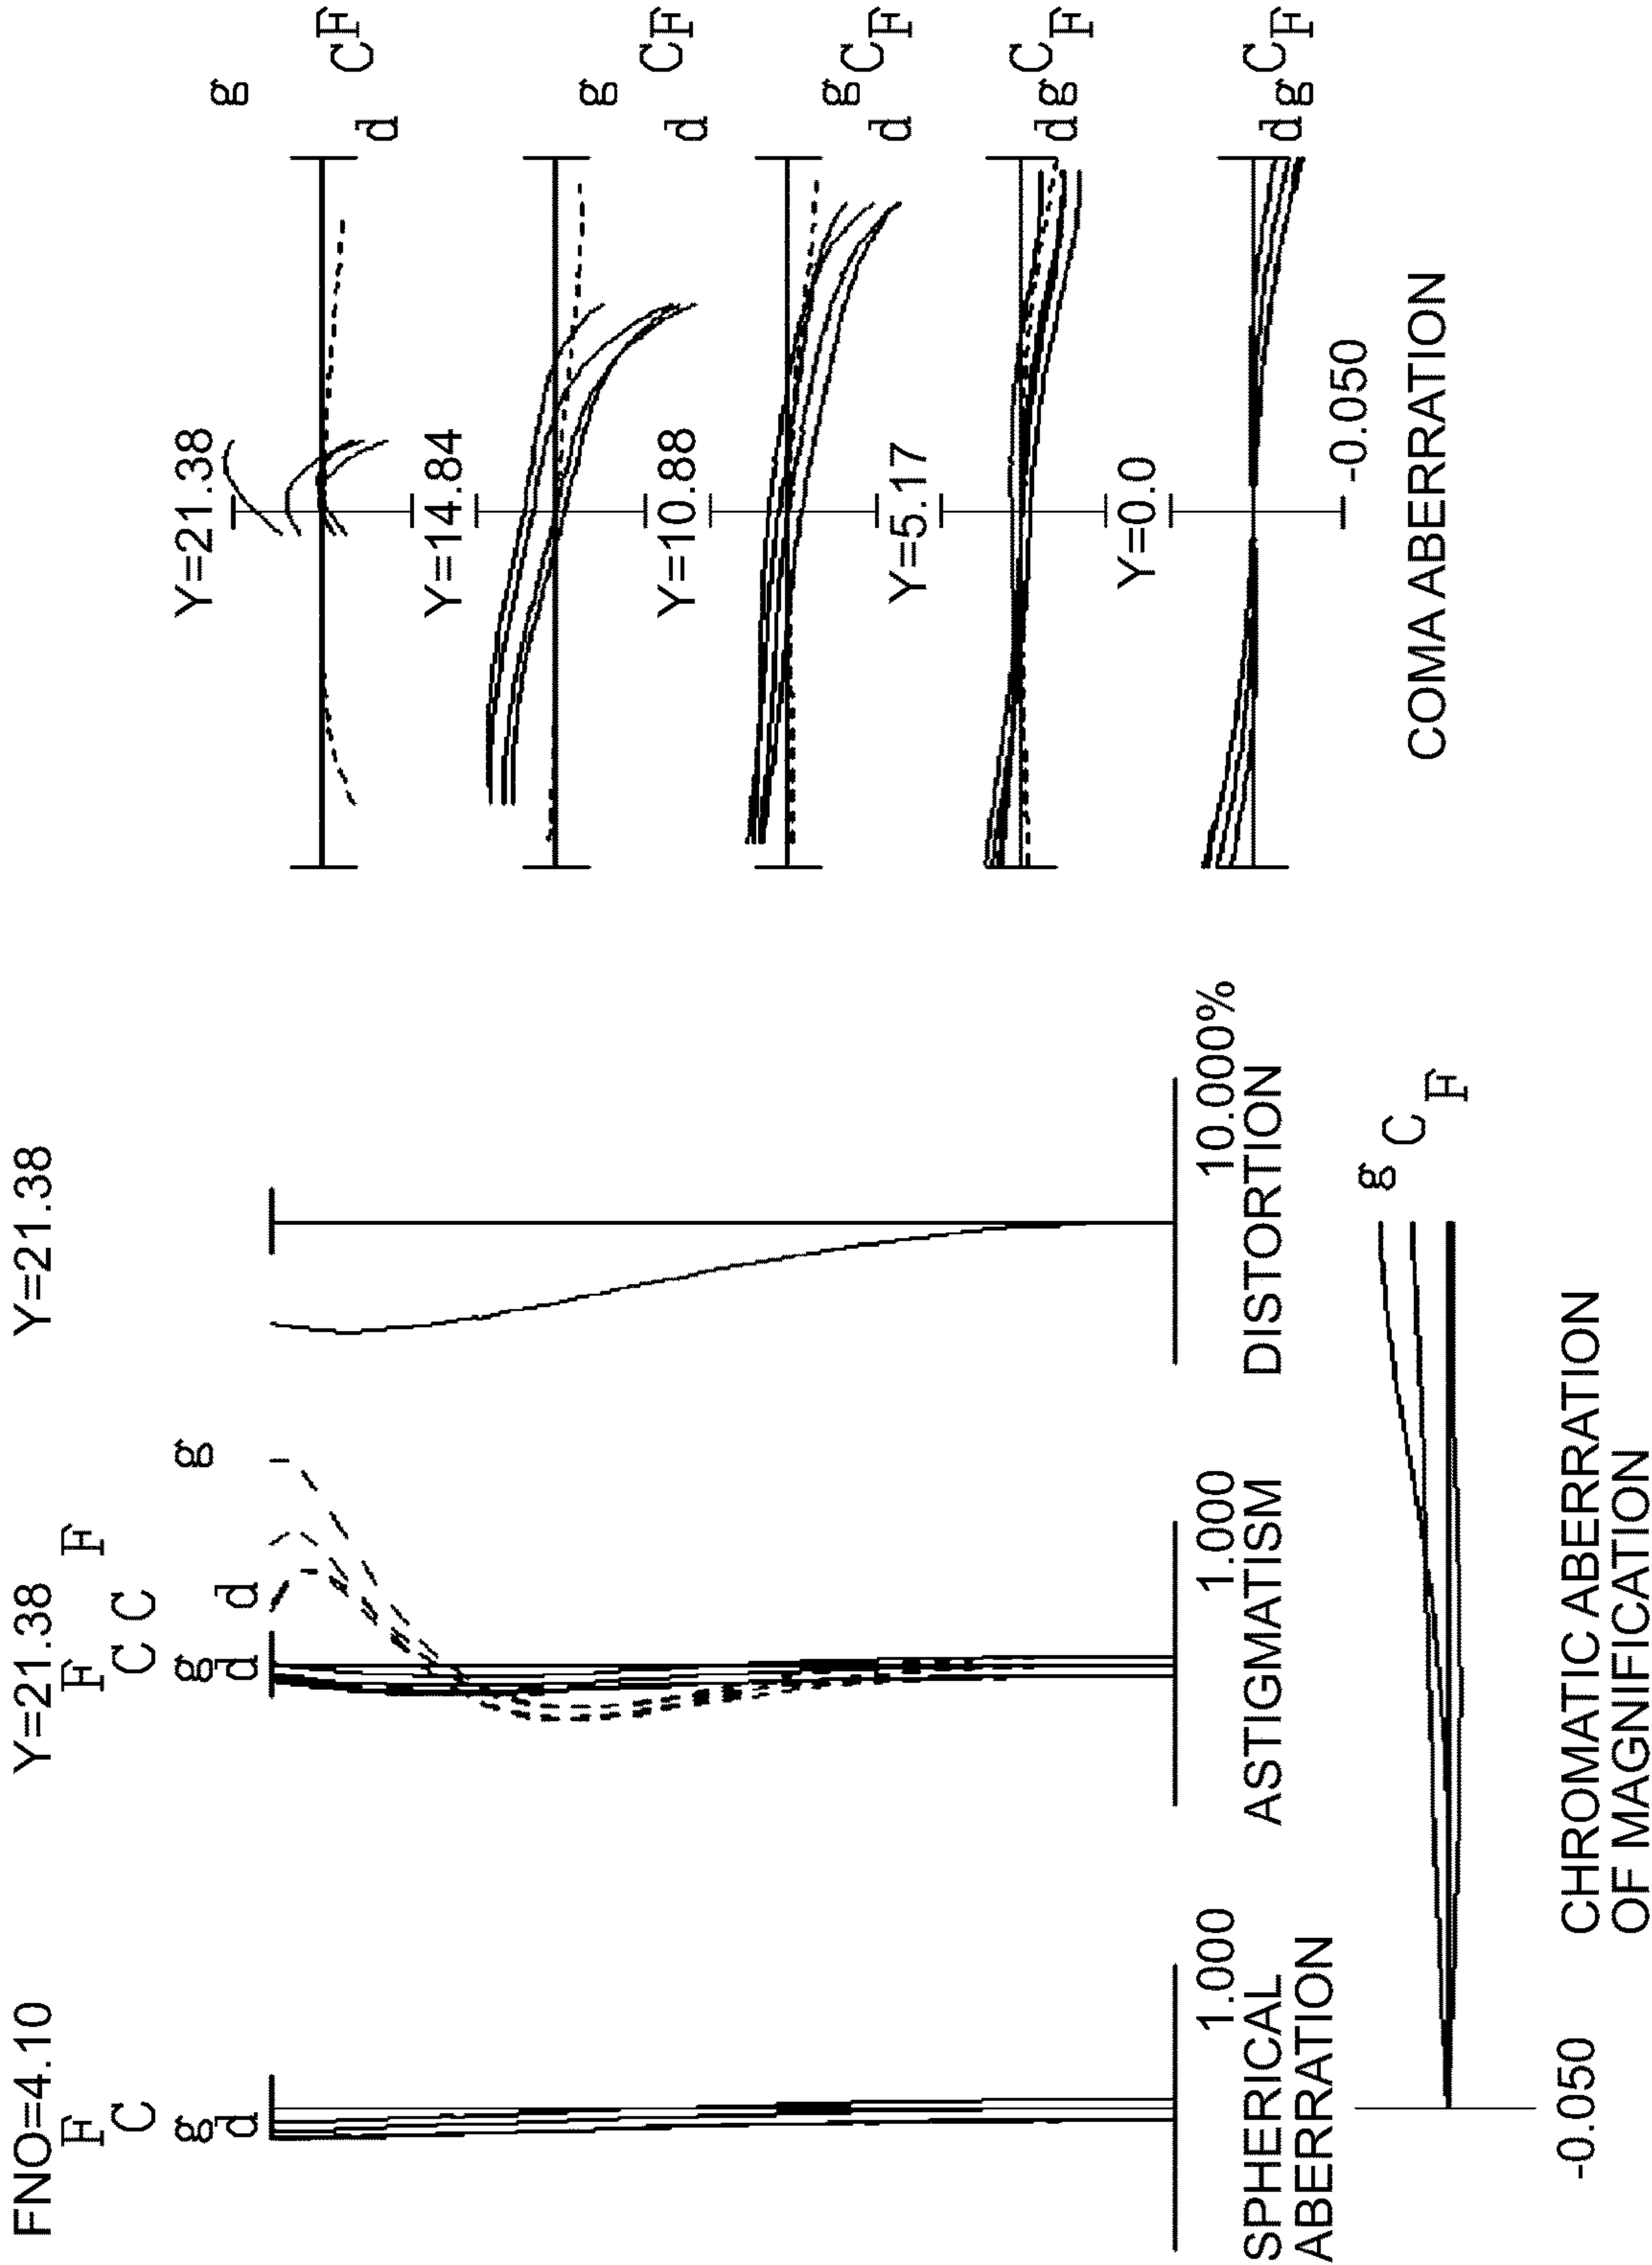 FNO=4.10
F
C
g
d
1.000
SPHERICAL
ABERRATION
Y=21.38
F
F
C C
g
g
d
d
1.000
ASTIGMATISM
Y=21.38
10.000%
DISTORTION
Y=21.38
g
C F
d
Y=14.84
g
C F
d
Y=10.88
g C F
d
Y=5.17
C F
d g
Y=0.0
C F
d g
-0.050
COMA ABERRATION
g
C
F
-0.050
CHROMATIC ABERRATION
OF MAGNIFICATION